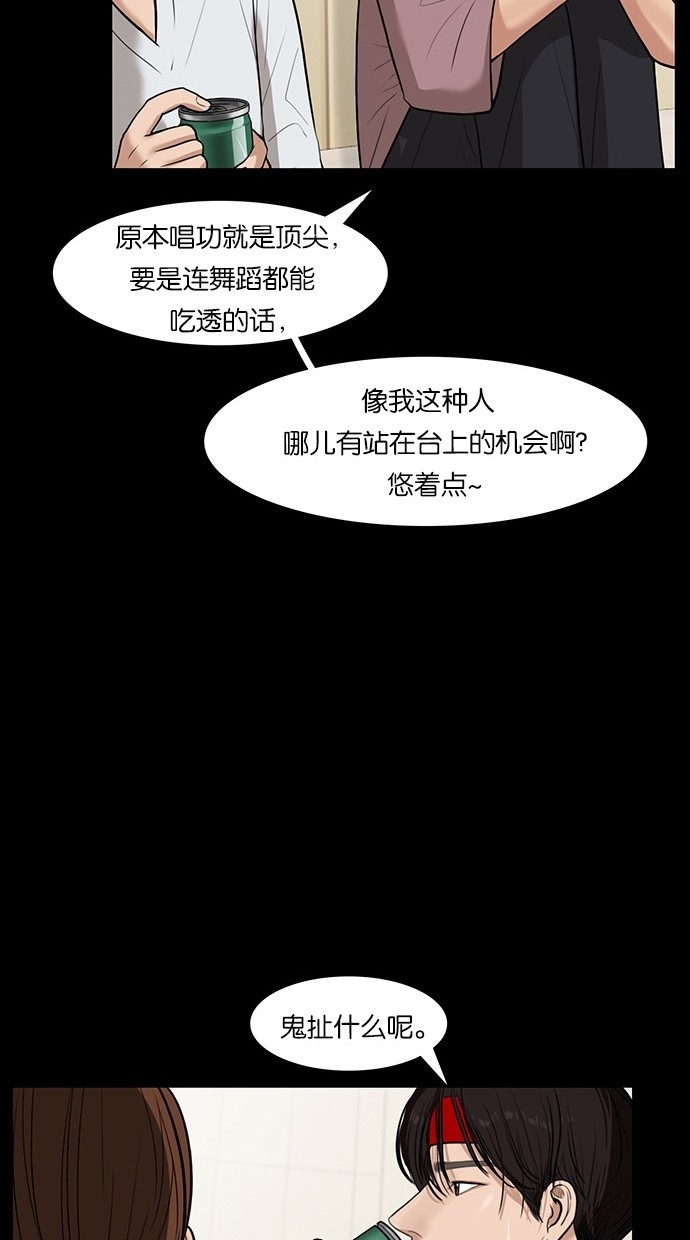 原本唱功就是顶尖，
要是连舞蹈都能
吃透的话，
像我这种人
哪儿有站在台上的机会啊?
悠着点~
鬼扯什么呢。